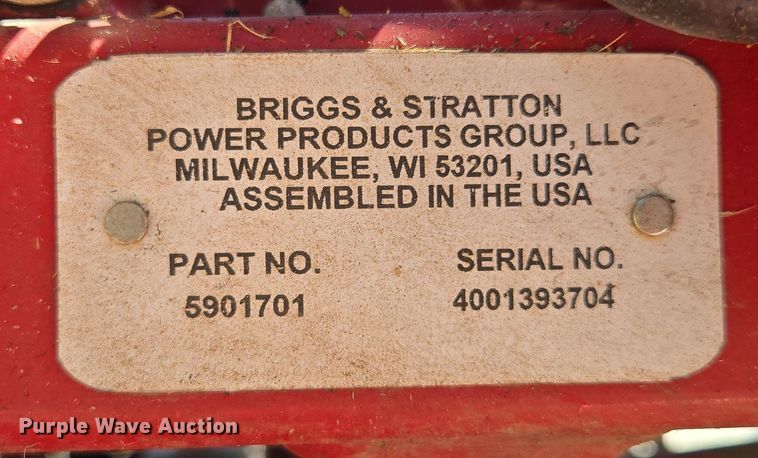 BRIGGS & STRATTON
POWER PRODUCTS GROUP, LLC
MILWAUKEE, WI 53201, USA
ASSEMBLED IN THE USA
PART NO. SERIAL NO.
5901701 4001393704
Purple Wave Auction